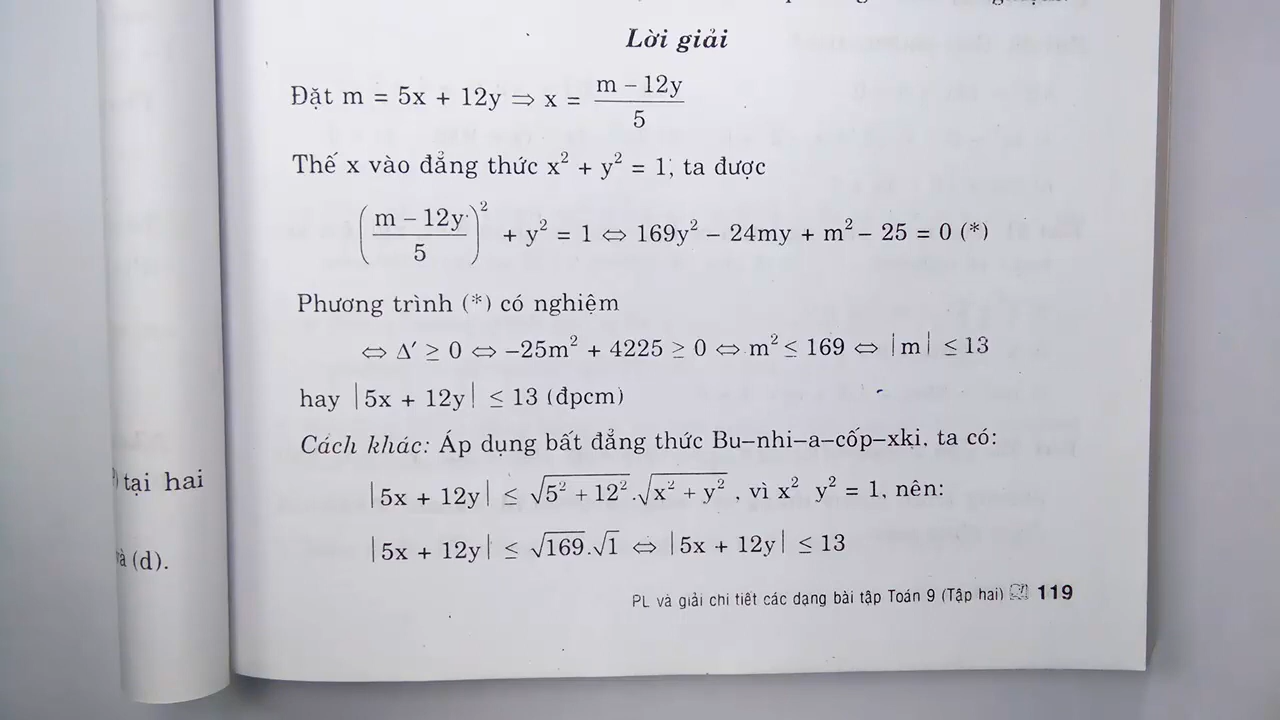 Lời giải
Đặt m = 5x + 12y ⇒ x = (m – 12y)/5
Thế x vào đẳng thức x² + y² = 1, ta được
((m – 12y)/5)² + y² = 1 ⇔ 169y² – 24my + m² – 25 = 0 (*)
Phương trình (*) có nghiệm
⇔ Δ′ ≥ 0 ⇔ –25m² + 4225 ≥ 0 ⇔ m² ≤ 169 ⇔ |m| ≤ 13
hay |5x + 12y| ≤ 13 (đpcm)
Cách khác: Áp dụng bất đẳng thức Bu–nhi–a–cốp–xki, ta có:
|5x + 12y| ≤ √(5² + 12²).√(x² + y²), vì x² y² = 1, nên:
|5x + 12y| ≤ √169.√1 ⇔ |5x + 12y| ≤ 13
PL và giải chi tiết các dạng bài tập Toán 9 (Tập hai) 119
tại hai
và (d).